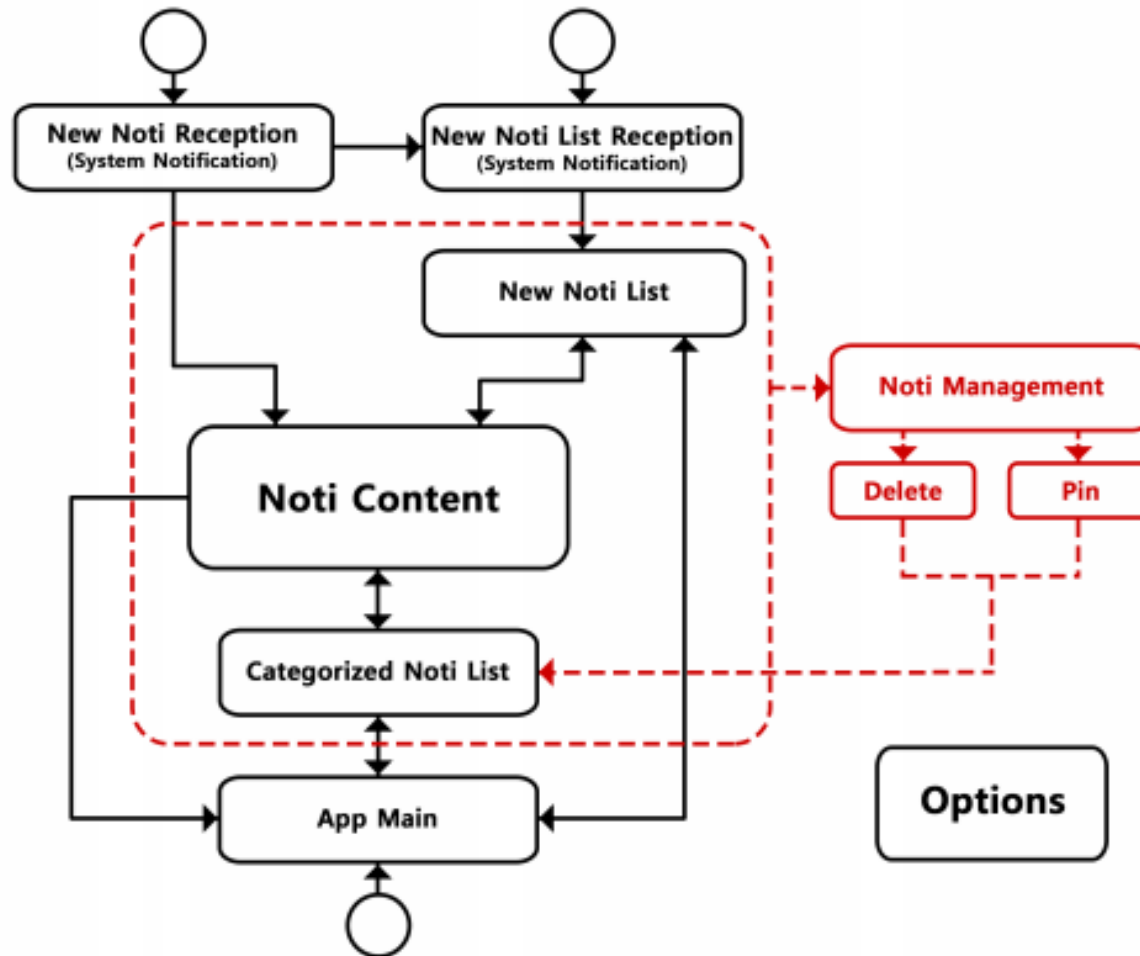 New Noti Reception
(System Notification)
New Noti List Reception
(System Notification)
New Noti List
Noti Management
Delete
Pin
Noti Content
Categorized Noti List
App Main
Options